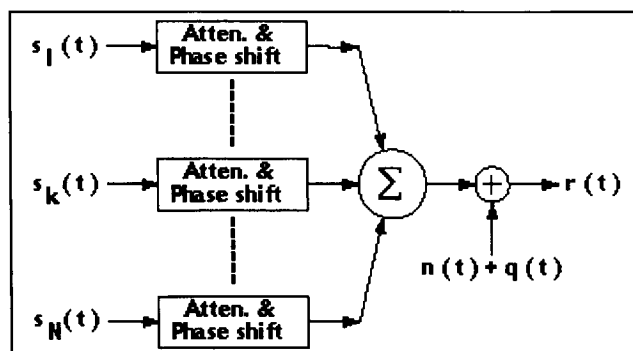 s_1(t)
Atten. &
Phase shift
s_k(t)
Atten. &
Phase shift
Σ
+
r(t)
n(t)+q(t)
s_N(t)
Atten. &
Phase shift